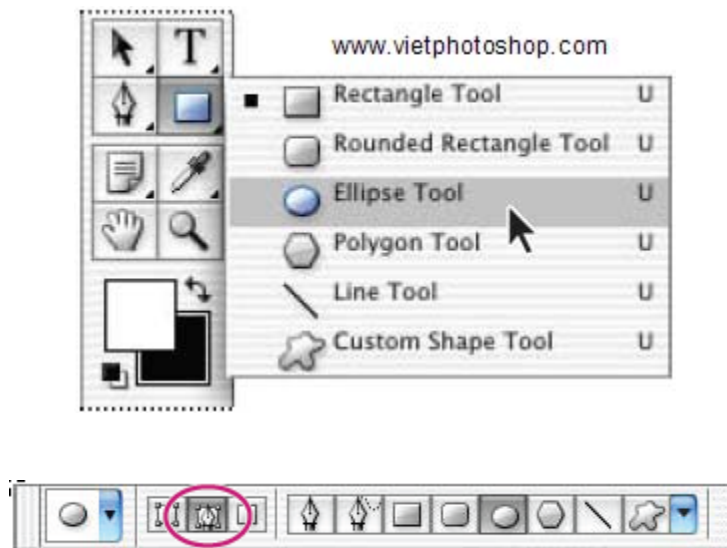 www.vietphotoshop.com
T
Rectangle Tool U
Rounded Rectangle Tool U
Ellipse Tool U
Polygon Tool U
Line Tool U
Custom Shape Tool U